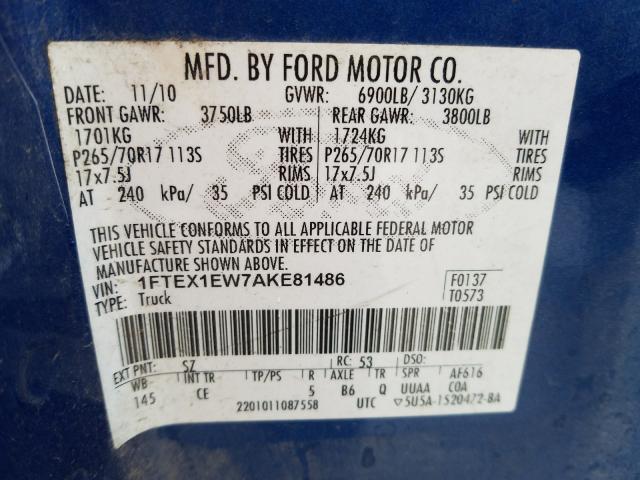 MFD. BY FORD MOTOR CO.
DATE: 11/10 GVWR: 6900LB/ 3130KG
FRONT GAWR: 3750LB REAR GAWR: 3800LB
1701KG WITH 1724KG WITH
P265/70R17 113S TIRES P265/70R17 113S TIRES
17x7.5J RIMS 17x7.5J RIMS
AT 240 kPa/ 35 PSI COLD AT 240 kPa/ 35 PSI COLD
THIS VEHICLE CONFORMS TO ALL APPLICABLE FEDERAL MOTOR
VEHICLE SAFETY STANDARDS IN EFFECT ON THE DATE OF
MANUFACTURE SHOWN ABOVE.
VIN: 1FTEX1EW7AKE81486 F0137
TYPE: Truck T0573
EXT PNT: SZ RC: 53 DSO:
WB INT TR TP/PS R AXLE TR SPR AF616
145 CE 5 B6 Q UUAA COA
2201011087558 UTC ▽5U5A-1520472-BA